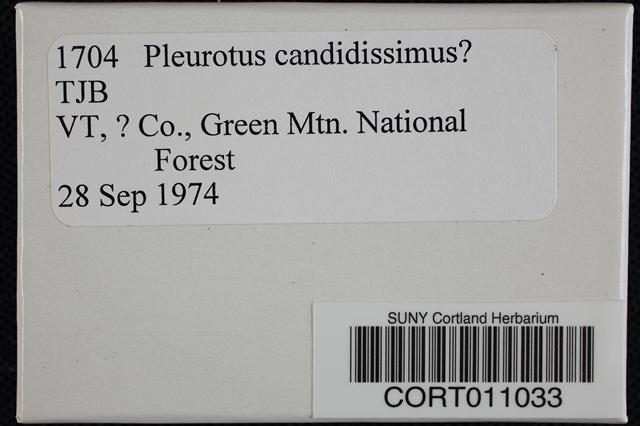 1704 Pleurotus candidissimus?
TJB
VT, ? Co., Green Mtn. National
Forest
28 Sep 1974
SUNY Cortland Herbarium
CORT011033